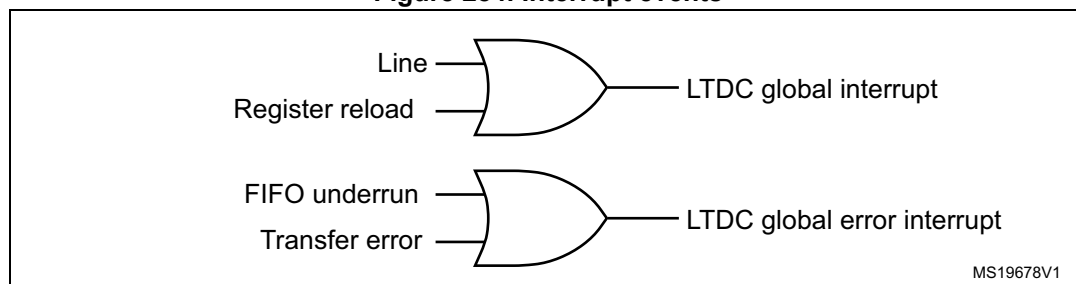 Line
Register reload
LTDC global interrupt
FIFO underrun
Transfer error
LTDC global error interrupt
MS19678V1